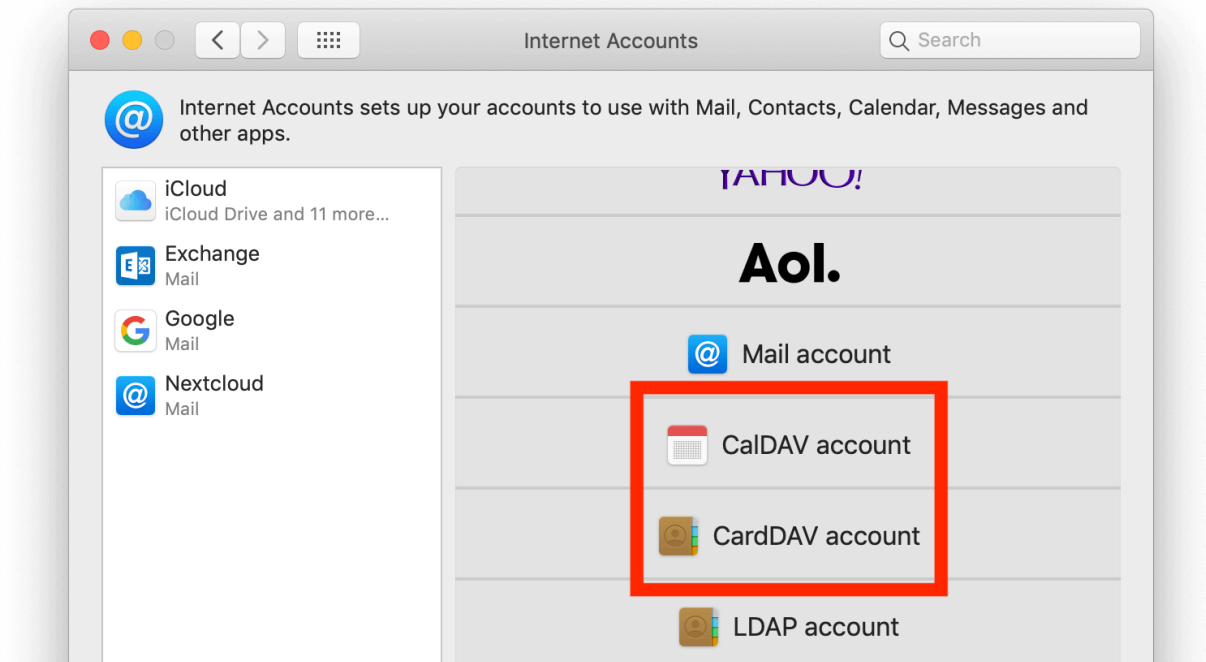 Internet Accounts
Search
Internet Accounts sets up your accounts to use with Mail, Contacts, Calendar, Messages and
other apps.
iCloud
iCloud Drive and 11 more...
Exchange
Mail
Google
Mail
Nextcloud
Mail
YAHOO!
Aol.
Mail account
CalDAV account
CardDAV account
LDAP account